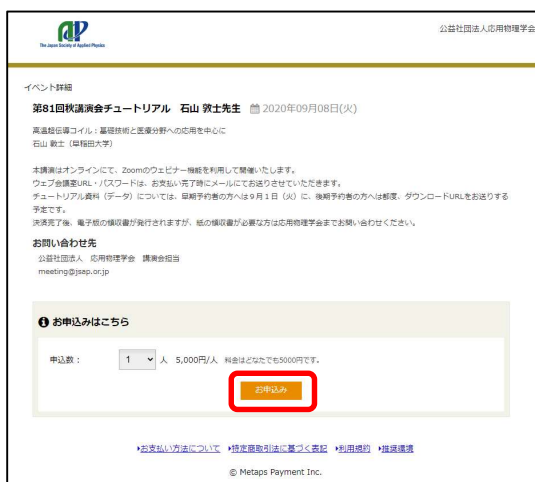 The Japan Society of Applied Physics
公益社団法人応用物理学会
イベント詳細
第81回秋講演会チュートリアル　石山 敦士先生 2020年09月08日(火)
高温超伝導コイル：基礎技術と医療分野への応用を中心に
石山 敦士（早稲田大学）
本講演はオンラインにて、Zoomのウェビナー機能を利用して開催いたします。
ウェブ会議室URL・パスワードは、お支払い完了時にメールにてお送りさせていただきます。
チュートリアル資料（データ）については、早期予約者の方へは９月１日（火）に、後期予約者の方へは都度、ダウンロードURLをお送りする
予定です。
決済完了後、電子版の領収書が発行されますが、紙の領収書が必要な方は応用物理学会までお問い合わせください。
お問い合わせ先
公益社団法人　応用物理学会　講演会担当
meeting@jsap.or.jp
お申込みはこちら
申込数： 1 人 5,000円/人 料金はどなたでも5000円です。
お申込み
お支払い方法について 特定商取引法に基づく表記 利用規約 推奨環境
© Metaps Payment Inc.